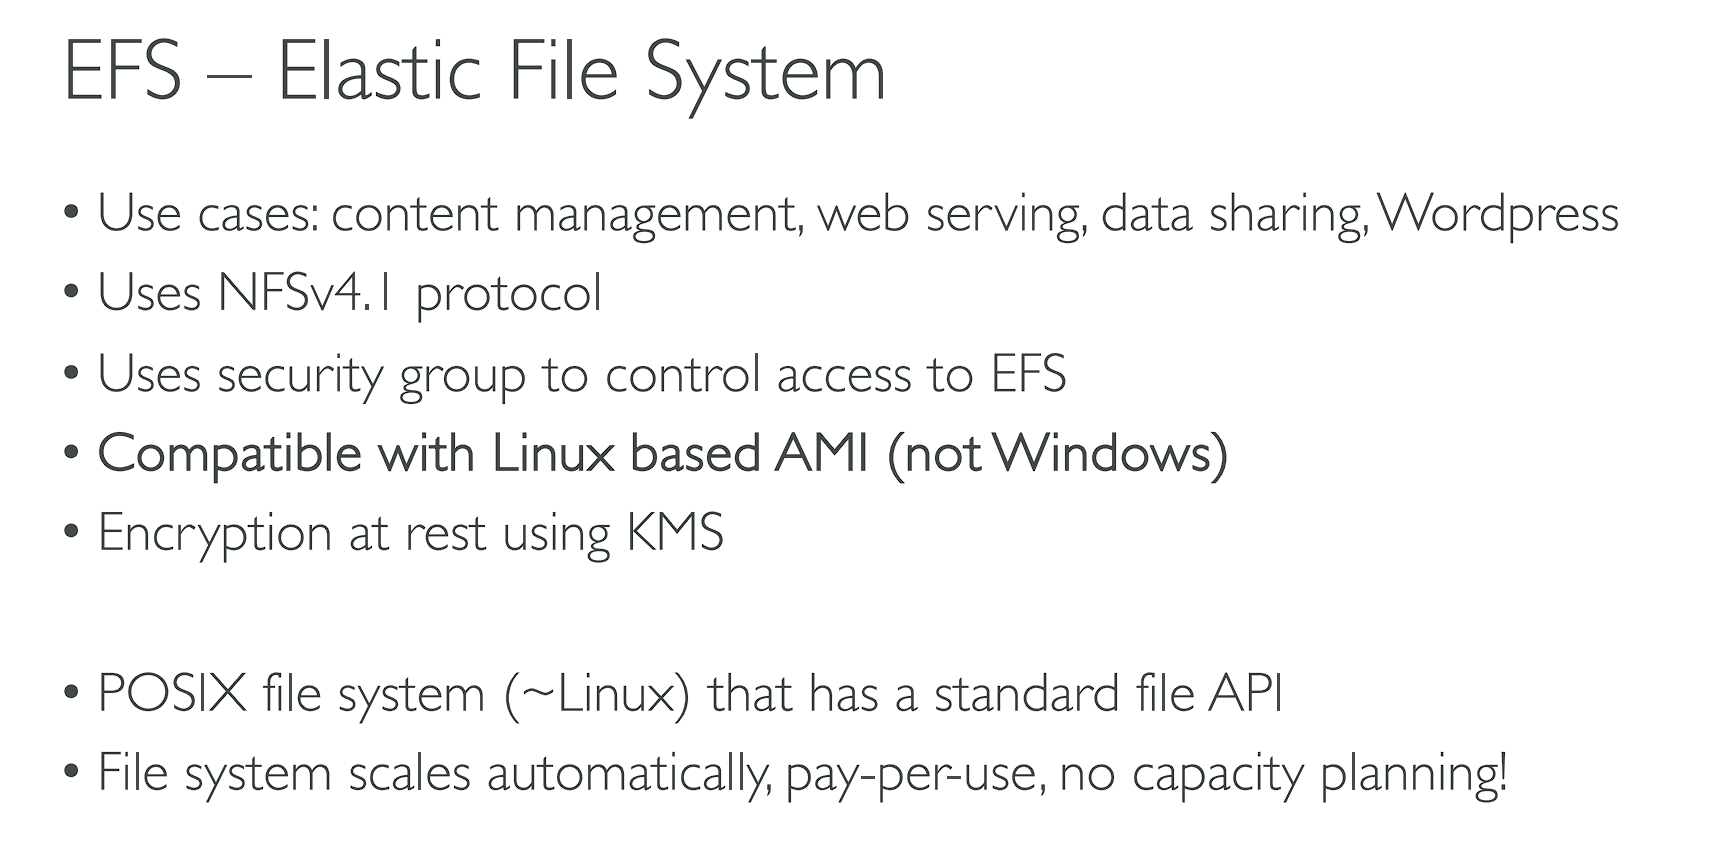 EFS – Elastic File System
• Use cases: content management, web serving, data sharing, Wordpress
• Uses NFSv4.1 protocol
• Uses security group to control access to EFS
• Compatible with Linux based AMI (not Windows)
• Encryption at rest using KMS
• POSIX file system (~Linux) that has a standard file API
• File system scales automatically, pay-per-use, no capacity planning!